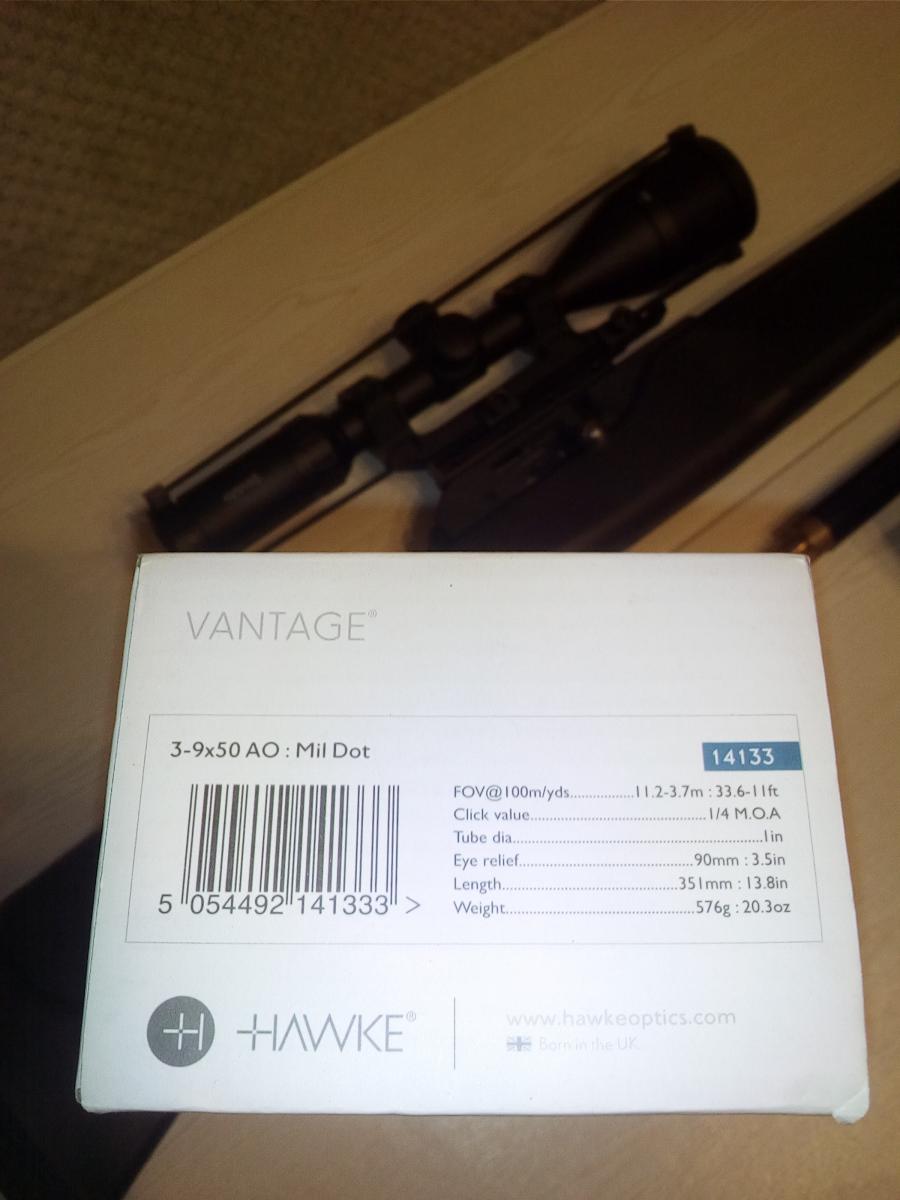 VANTAGE®
3-9x50 AO : Mil Dot
14133
FOV@100m/yds..............11.2-3.7m : 33.6-11ft
Click value.......................................1/4 M.O.A
Tube dia.......................................................1in
Eye relief......................................90mm : 3.5in
Length......................................351mm : 13.8in
Weight.........................................576g : 20.3oz
5 054492 141333 >
H HAWKE®
www.hawkeoptics.com
Born in the UK